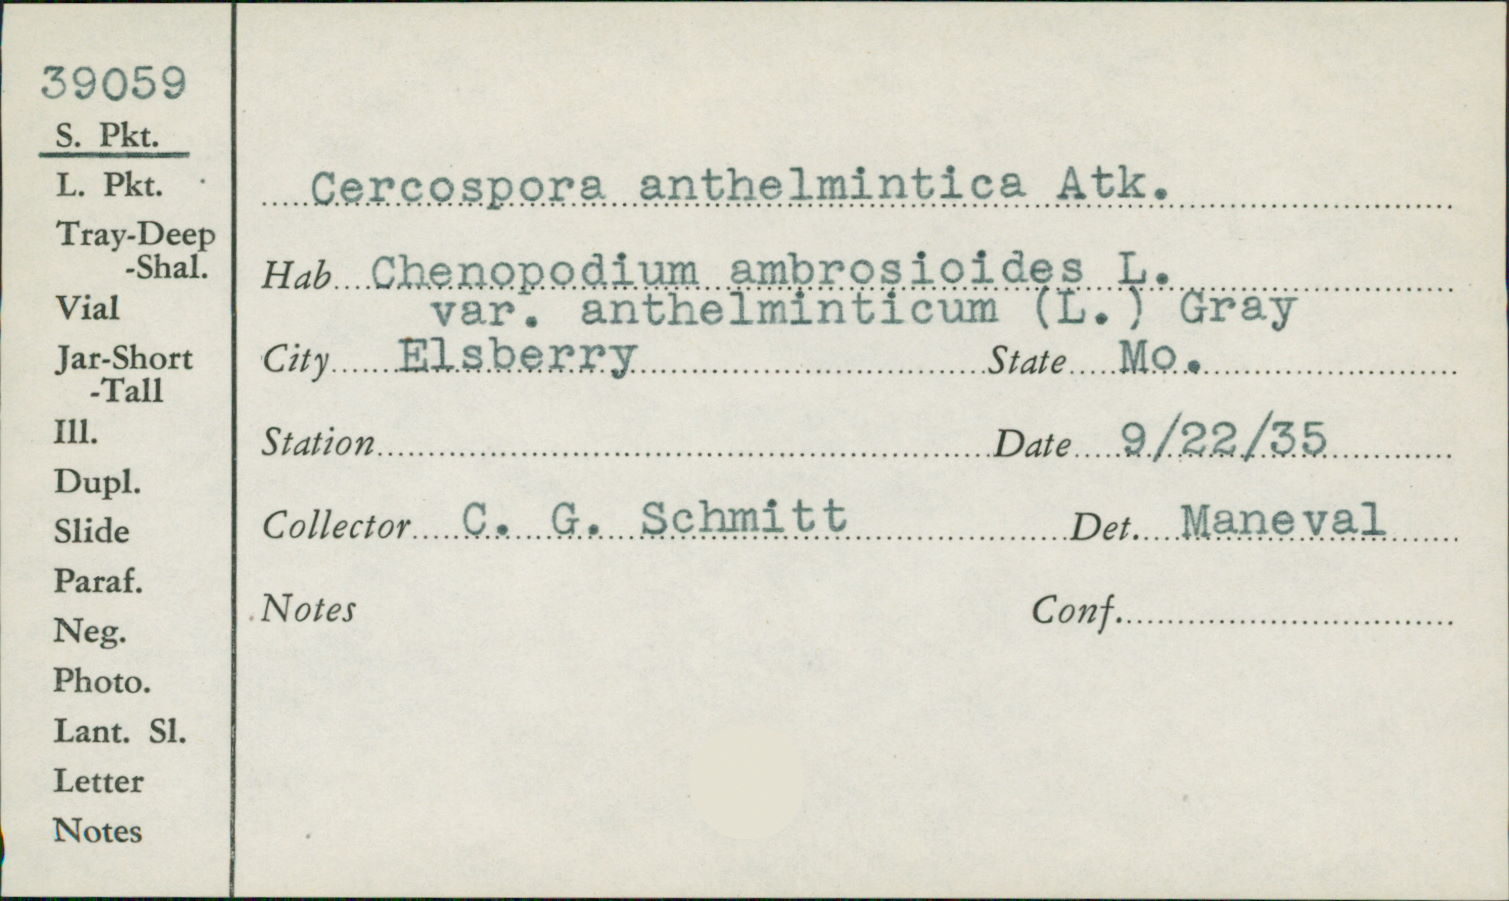 39059
S. Pkt.
L. Pkt.
Tray-Deep
-Shal.
Vial
Jar-Short
-Tall
Ill.
Dupl.
Slide
Paraf.
Neg.
Photo.
Lant. Sl.
Letter
Notes
Cercospora anthelmintica Atk.
Hab Chenopodium ambrosioides L.
var. anthelminticum (L.) Gray
City Elsberry State Mo.
Station Date 9/22/35
Collector C. G. Schmitt Det. Maneval
Notes Conf.